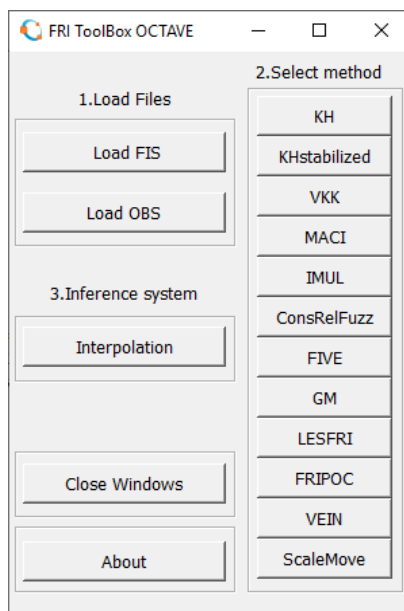 FRI ToolBox OCTAVE
1.Load Files
Load FIS
Load OBS
3.Inference system
Interpolation
Close Windows
About
2.Select method
KH
KHstabilized
VKK
MACI
IMUL
ConsRelFuzz
FIVE
GM
LESFRI
FRIPOC
VEIN
ScaleMove